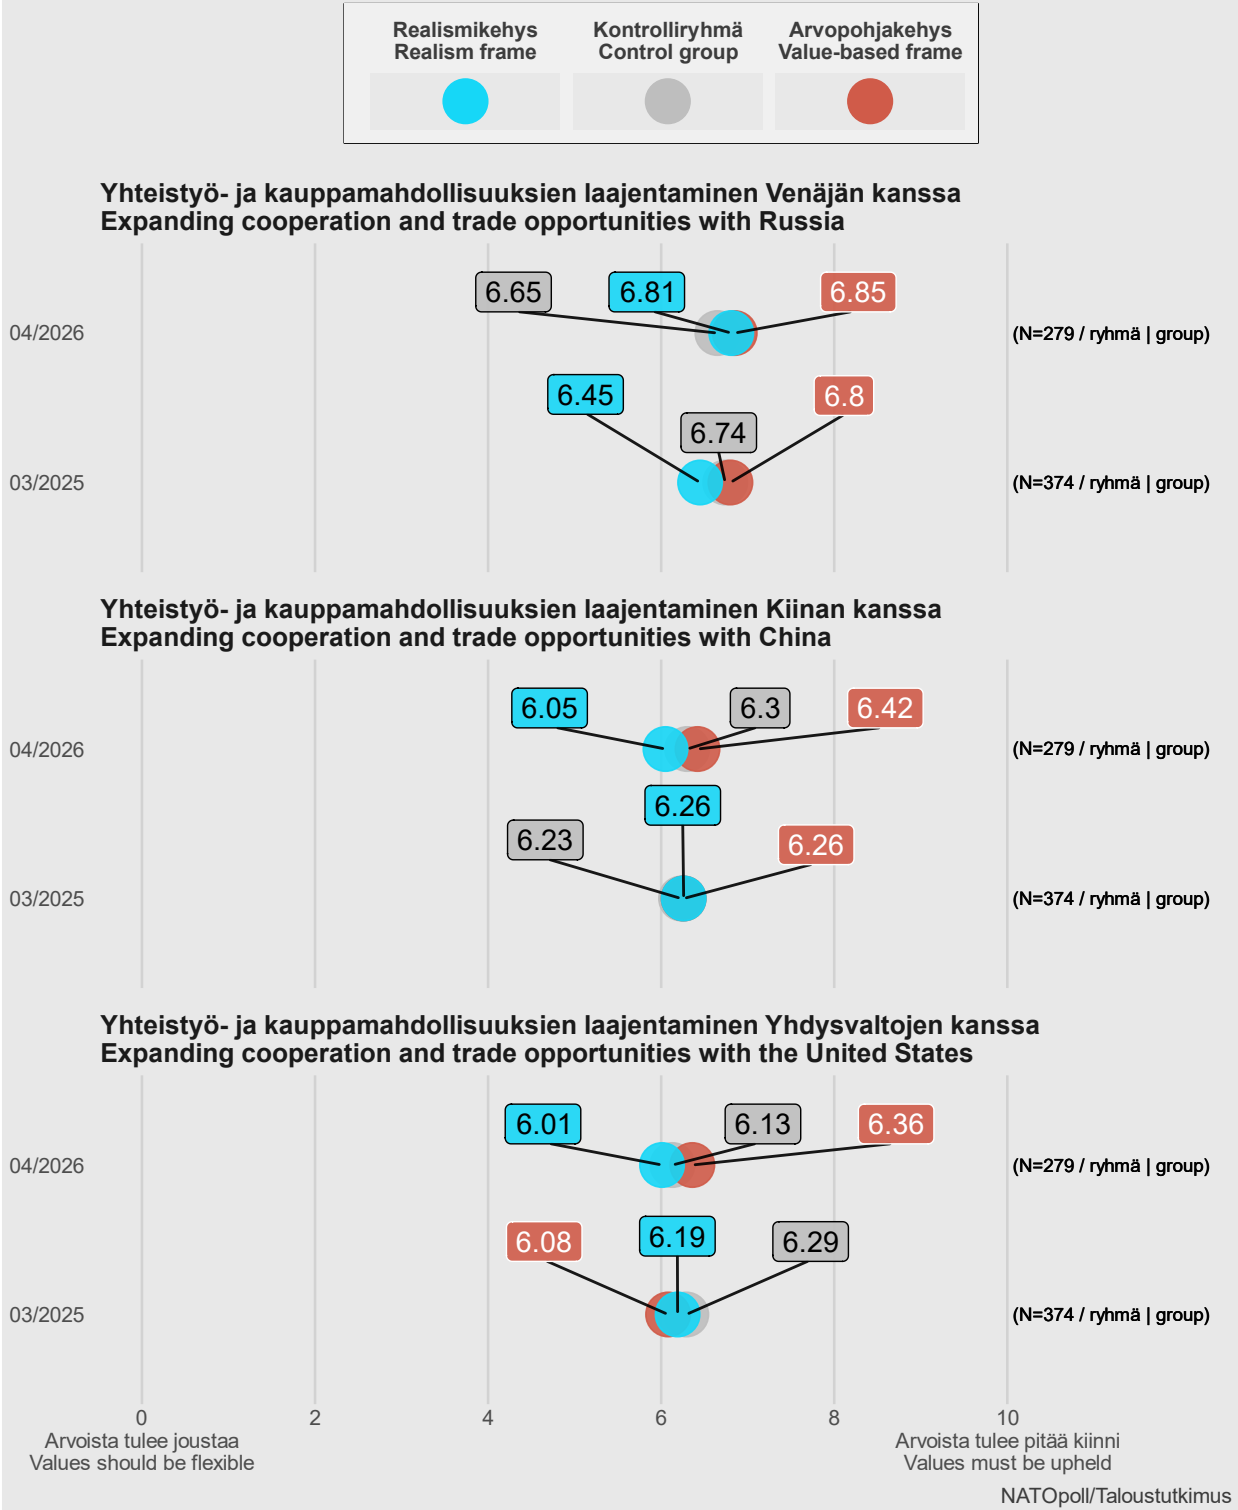 Realismikehys
Realism frame
Kontrolliryhmä
Control group
Arvopohjakehys
Value-based frame
Yhteistyö- ja kauppamahdollisuuksien laajentaminen Venäjän kanssa
Expanding cooperation and trade opportunities with Russia
6.65
6.81
6.85
04/2026
(N=279 / ryhmä | group)
6.45
6.8
6.74
03/2025
(N=374 / ryhmä | group)
Yhteistyö- ja kauppamahdollisuuksien laajentaminen Kiinan kanssa
Expanding cooperation and trade opportunities with China
6.05
6.3
6.42
04/2026
(N=279 / ryhmä | group)
6.26
6.23
6.26
03/2025
(N=374 / ryhmä | group)
Yhteistyö- ja kauppamahdollisuuksien laajentaminen Yhdysvaltojen kanssa
Expanding cooperation and trade opportunities with the United States
6.01
6.13
6.36
04/2026
(N=279 / ryhmä | group)
6.08
6.19
6.29
03/2025
(N=374 / ryhmä | group)
0
2
4
6
8
10
Arvoista tulee joustaa
Values should be flexible
Arvoista tulee pitää kiinni
Values must be upheld
NATOpoll/Taloustutkimus